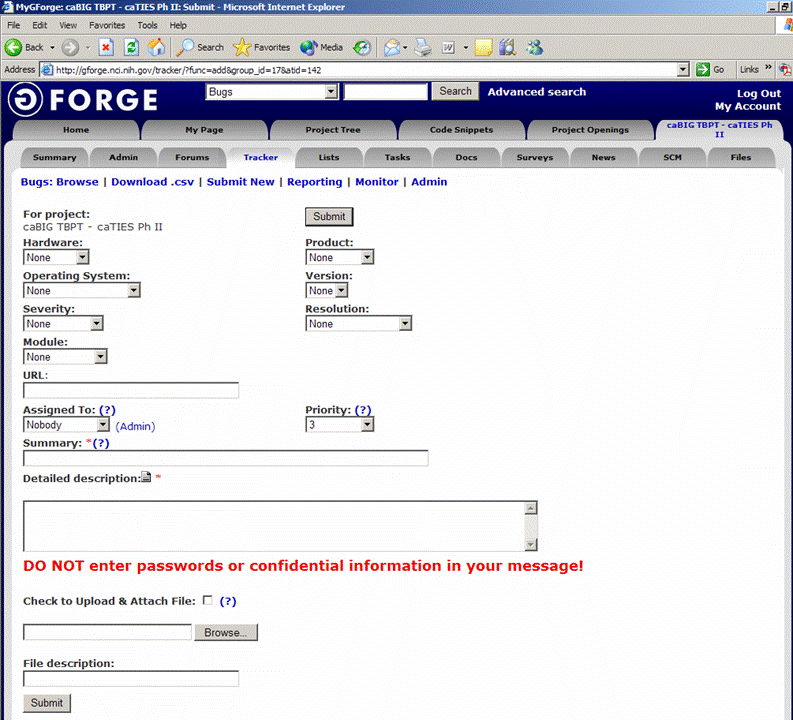 MyGForge: caBIG TBPT - caTIES Ph II: Submit - Microsoft Internet Explorer
File Edit View Favorites Tools Help
Back Search Favorites Media
Address http://gforge.nci.nih.gov/tracker/?func=add&group_id=17&atid=142 Go Links »
G FORGE Bugs Search Advanced search Log Out
My Account
Home My Page Project Tree Code Snippets Project Openings caBIG TBPT - caTIES Ph II
Summary Admin Forums Tracker Lists Tasks Docs Surveys News SCM Files
Bugs: Browse | Download .csv | Submit New | Reporting | Monitor | Admin
For project: Submit
caBIG TBPT - caTIES Ph II
Hardware: Product:
None None
Operating System: Version:
None None
Severity: Resolution:
None None
Module:
None
URL:
Assigned To: (?) Priority: (?)
Nobody (Admin) 3
Summary: *(?)
Detailed description: *
DO NOT enter passwords or confidential information in your message!
Check to Upload & Attach File: (?)
Browse...
File description:
Submit